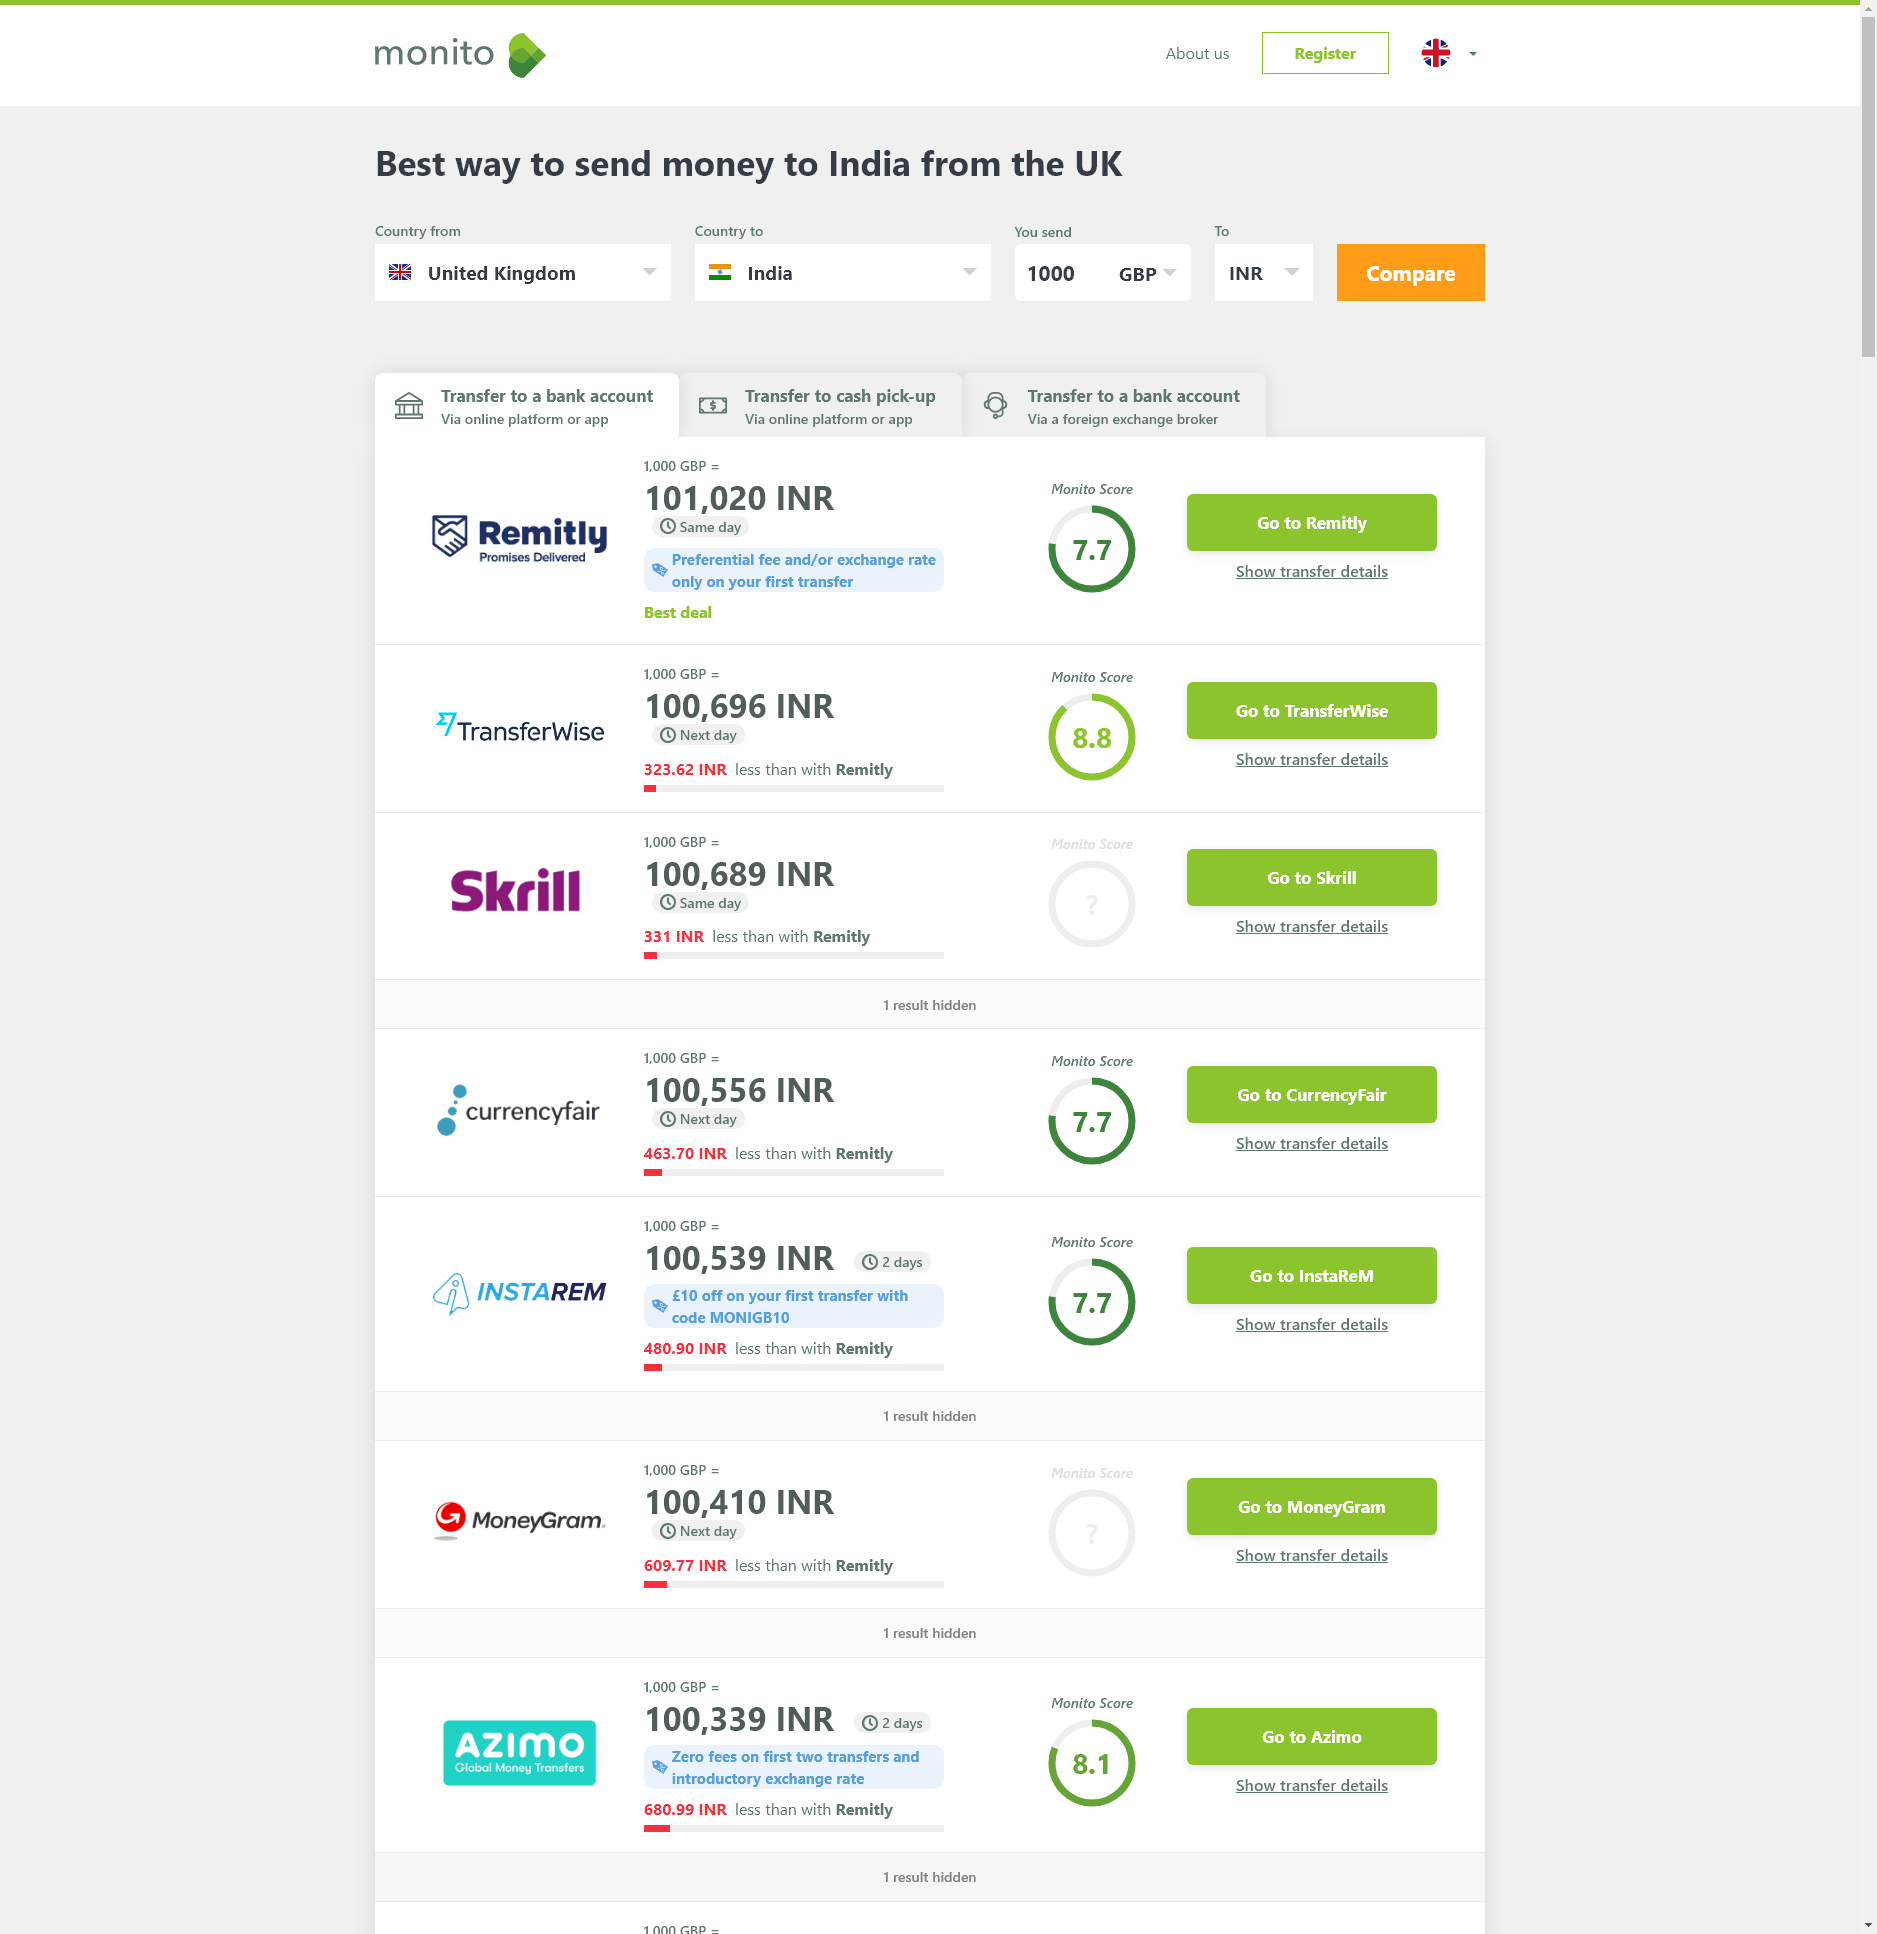 monito
About us
Register
Best way to send money to India from the UK
Country from
Country to
You send
To
United Kingdom
India
1000
GBP
INR
Compare
Transfer to a bank account
Via online platform or app
Transfer to cash pick-up
Via online platform or app
Transfer to a bank account
Via a foreign exchange broker
Remitly
Promises Delivered
1,000 GBP =
101,020 INR
Same day
Preferential fee and/or exchange rate
only on your first transfer
Best deal
Monito Score
7.7
Go to Remitly
Show transfer details
TransferWise
1,000 GBP =
100,696 INR
Next day
323.62 INR less than with Remitly
Monito Score
8.8
Go to TransferWise
Show transfer details
Skrill
1,000 GBP =
100,689 INR
Same day
331 INR less than with Remitly
Monito Score
?
Go to Skrill
Show transfer details
1 result hidden
currencyfair
1,000 GBP =
100,556 INR
Next day
463.70 INR less than with Remitly
Monito Score
7.7
Go to CurrencyFair
Show transfer details
INSTAREM
1,000 GBP =
100,539 INR
2 days
£10 off on your first transfer with
code MONIGB10
480.90 INR less than with Remitly
Monito Score
7.7
Go to InstaReM
Show transfer details
1 result hidden
MoneyGram.
1,000 GBP =
100,410 INR
Next day
609.77 INR less than with Remitly
Monito Score
?
Go to MoneyGram
Show transfer details
1 result hidden
AZIMO
Global Money Transfers
1,000 GBP =
100,339 INR
2 days
Zero fees on first two transfers and
introductory exchange rate
680.99 INR less than with Remitly
Monito Score
8.1
Go to Azimo
Show transfer details
1 result hidden
1,000 GBP =